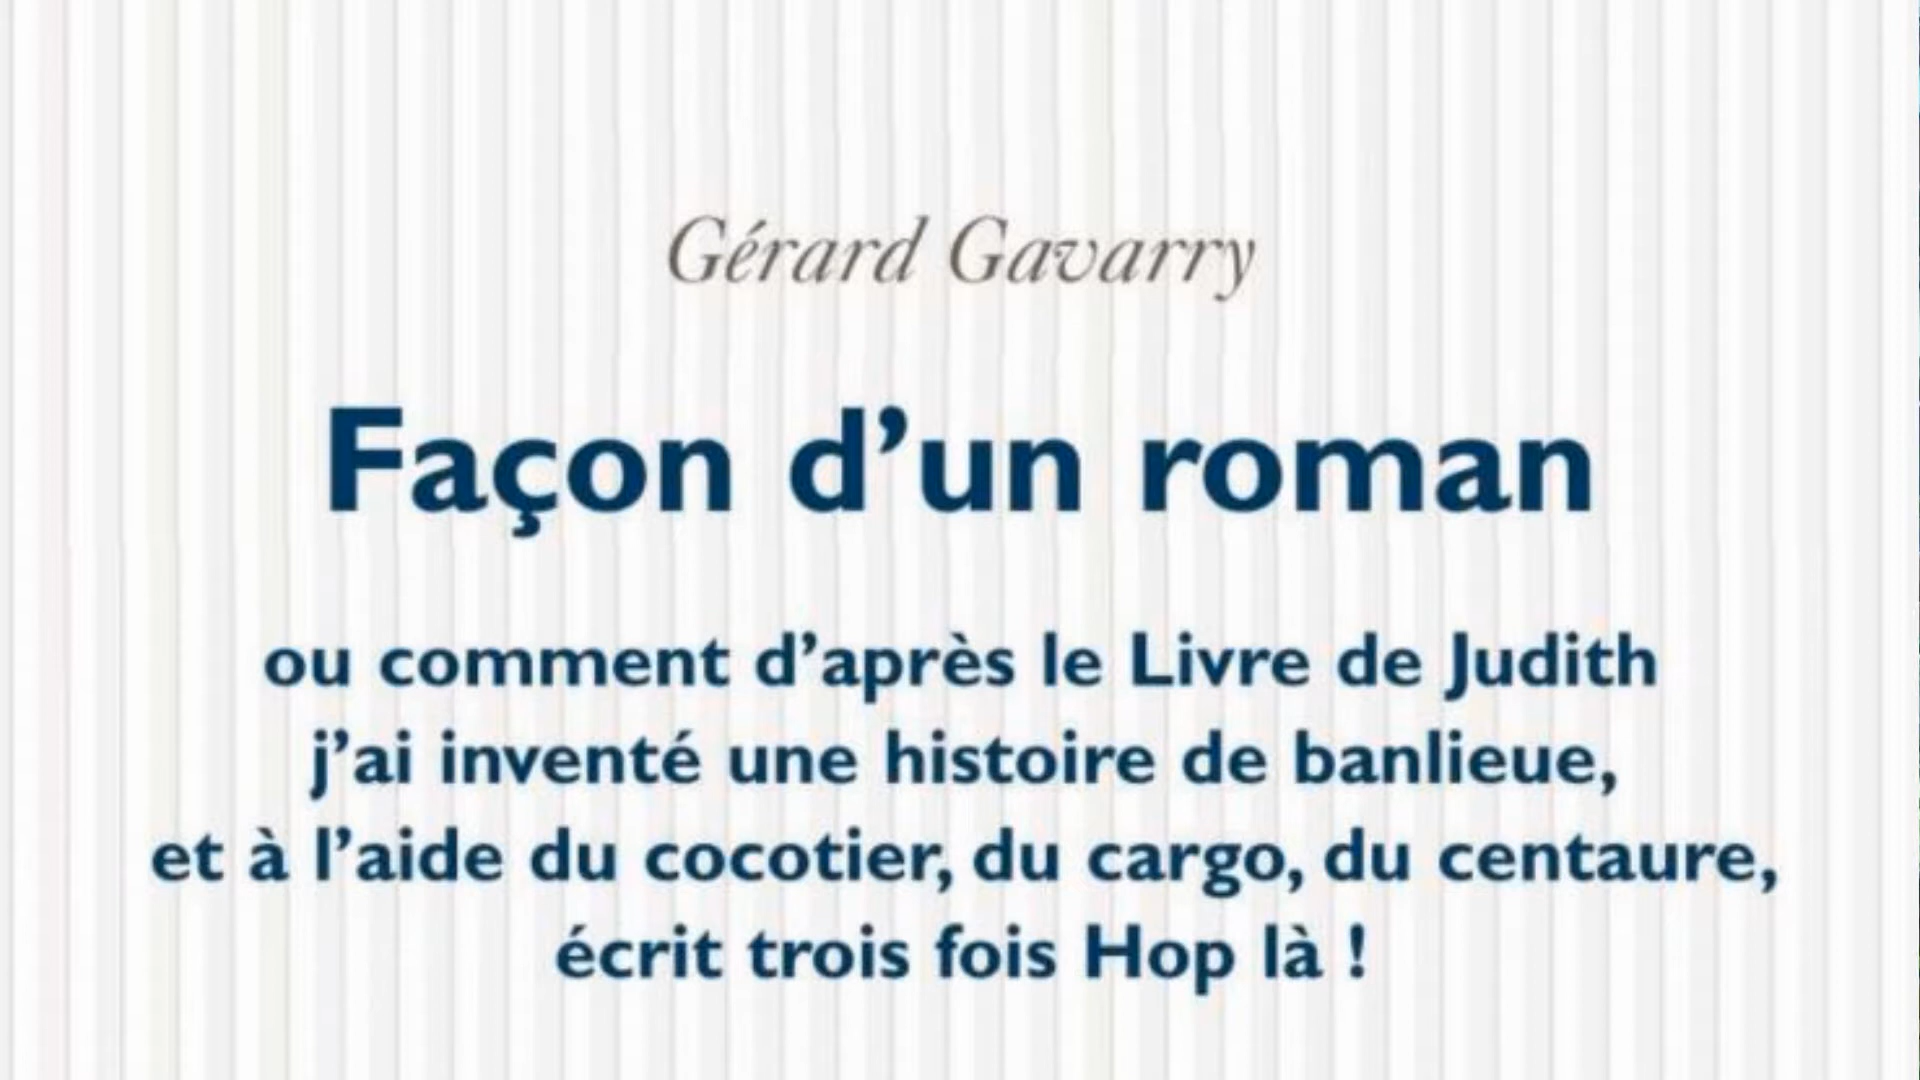 Gérard Gavarry
Façon d’un roman
ou comment d’après le Livre de Judith
j’ai inventé une histoire de banlieue,
et à l’aide du cocotier, du cargo, du centaure,
écrit trois fois Hop là !